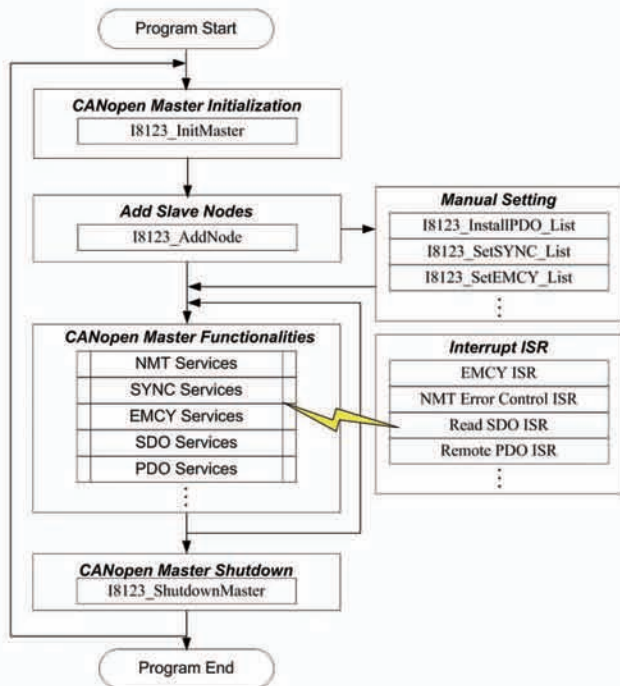 Program Start
CANopen Master Initialization
I8123_InitMaster
Add Slave Nodes
I8123_AddNode
Manual Setting
I8123_InstallPDO_List
I8123_SetSYNC_List
I8123_SetEMCY_List
CANopen Master Functionalities
NMT Services
SYNC Services
EMCY Services
SDO Services
PDO Services
Interrupt ISR
EMCY ISR
NMT Error Control ISR
Read SDO ISR
Remote PDO ISR
CANopen Master Shutdown
I8123_ShutdownMaster
Program End